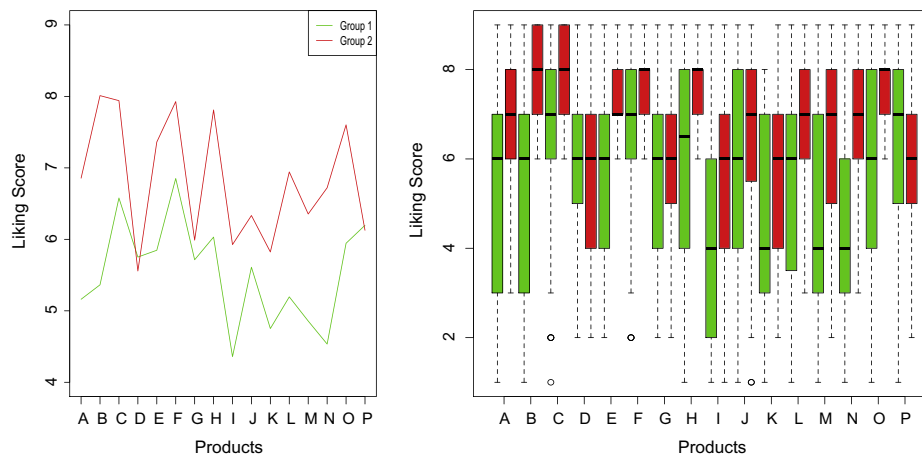 Group 1
Group 2
9
8
7
6
5
4
Liking Score
A B C D E F G H I J K L M N O P
Products
8
6
4
2
Liking Score
A B C D E F G H I J K L M N O P
Products